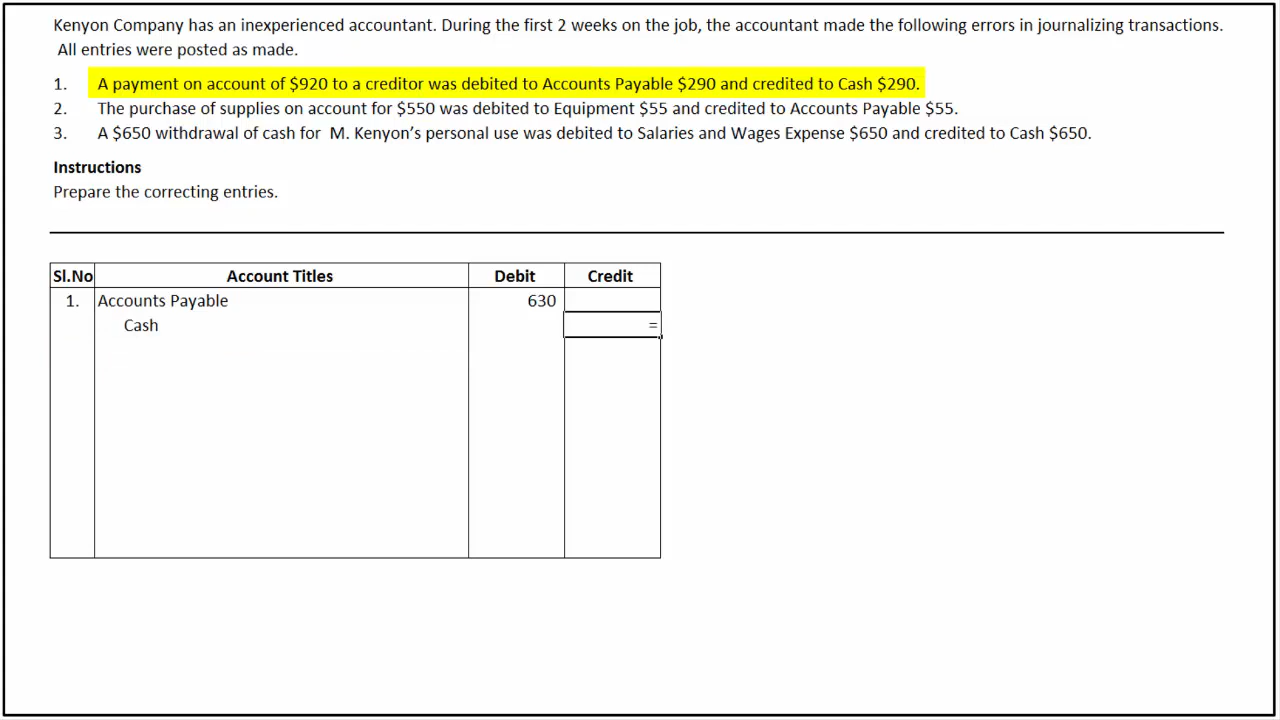 Kenyon Company has an inexperienced accountant. During the first 2 weeks on the job, the accountant made the following errors in journalizing transactions.
All entries were posted as made.
1. A payment on account of $920 to a creditor was debited to Accounts Payable $290 and credited to Cash $290.
2. The purchase of supplies on account for $550 was debited to Equipment $55 and credited to Accounts Payable $55.
3. A $650 withdrawal of cash for M. Kenyon’s personal use was debited to Salaries and Wages Expense $650 and credited to Cash $650.
Instructions
Prepare the correcting entries.
Sl.No Account Titles Debit Credit
1. Accounts Payable 630
Cash =